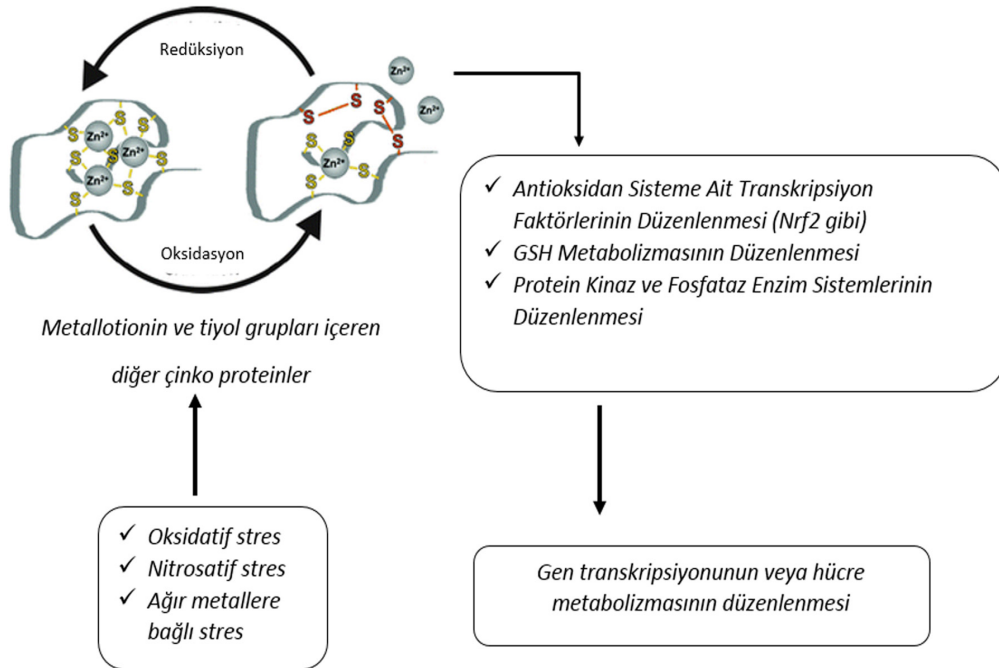 Redüksiyon
Zn²⁺
Zn²⁺
Zn²⁺
S
S
S
S
S
S
S
S
S
Zn²⁺
Zn²⁺
Zn²⁺
S
S
S
S
S
S
S
S
S
Oksidasyon
Metallotionin ve tiyol grupları içeren
diğer çinko proteinler
✓ Oksidatif stres
✓ Nitrosatif stres
✓ Ağır metallere
bağlı stres
✓ Antioksidan Sisteme Ait Transkripsiyon
Faktörlerinin Düzenlenmesi (Nrf2 gibi)
✓ GSH Metabolizmasının Düzenlenmesi
✓ Protein Kinaz ve Fosfataz Enzim Sistemlerinin
Düzenlenmesi
Gen transkripsiyonunun veya hücre
metabolizmasının düzenlenmesi